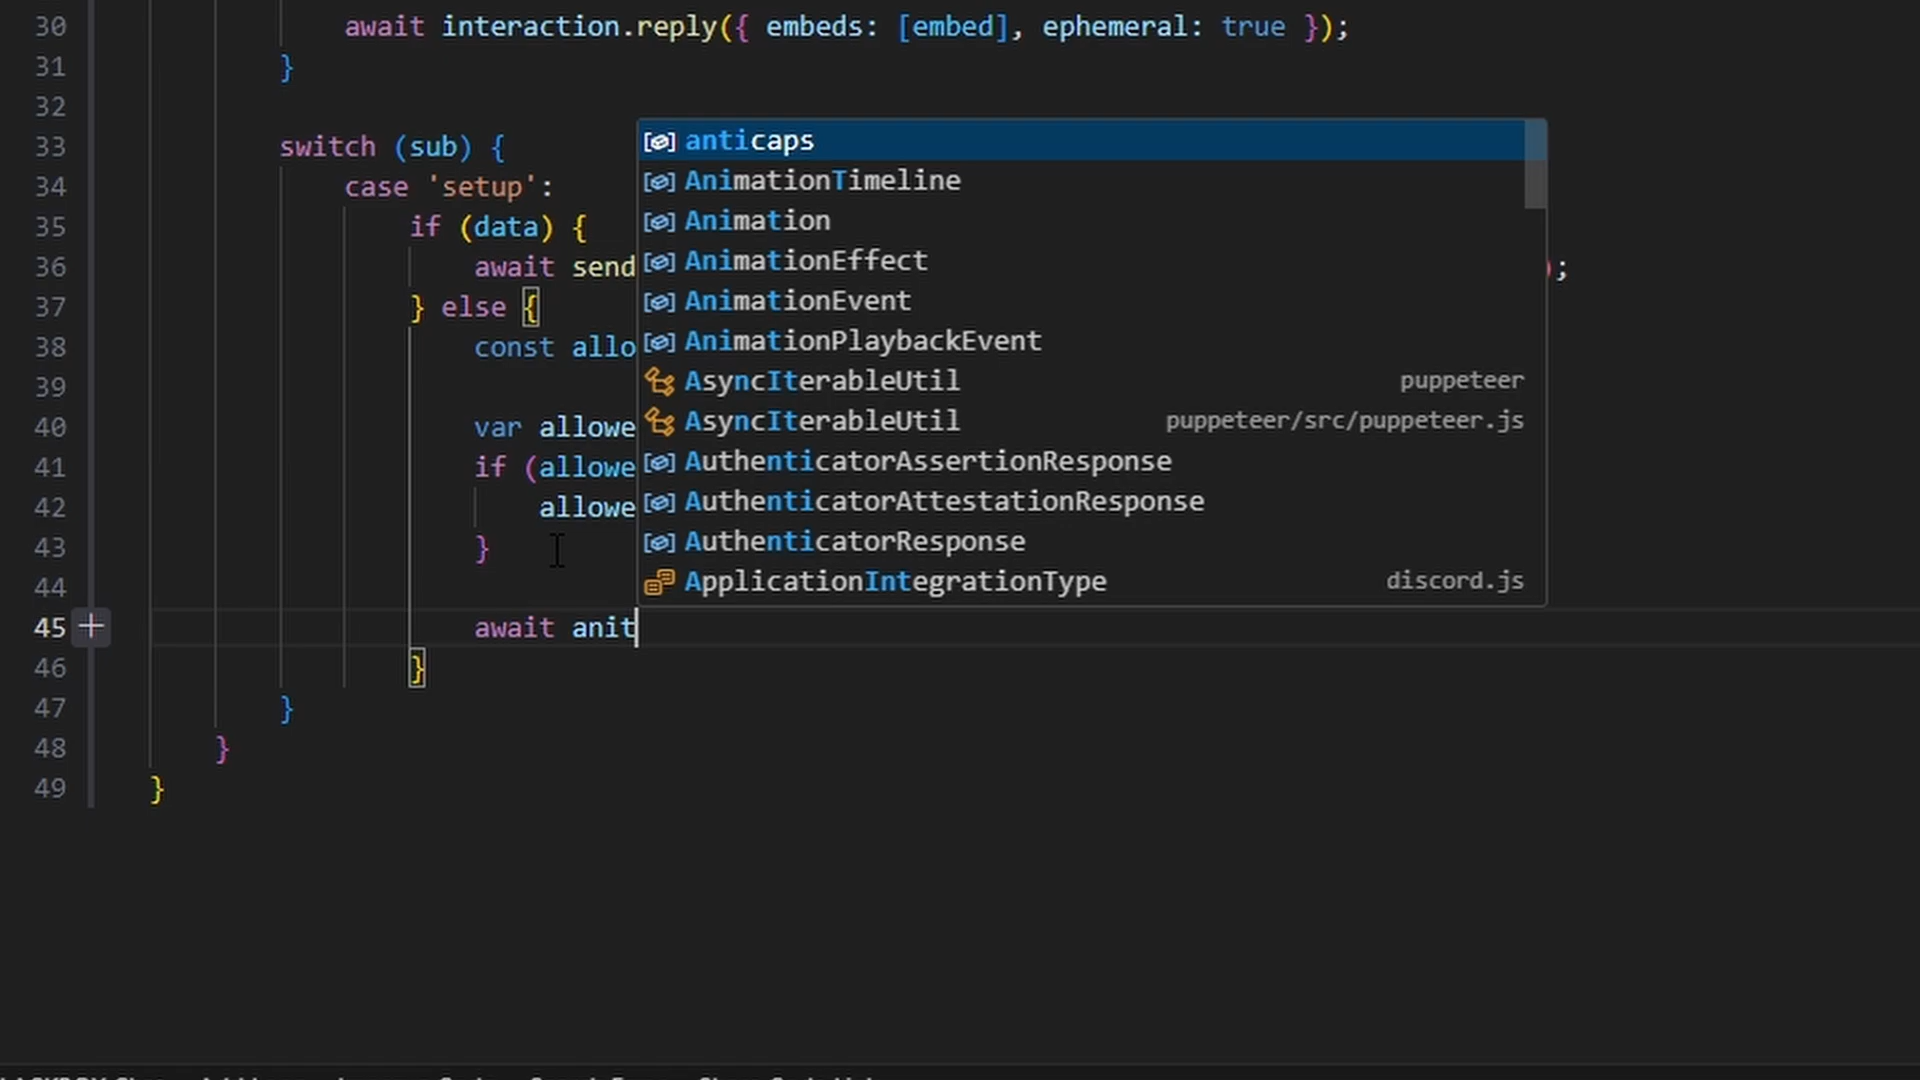 30 await interaction.reply({ embeds: [embed], ephemeral: true });
31 }
32
33 switch (sub) {
34 case 'setup':
35 if (data) {
36 await send );
37 } else {
38 const allo
39
40 var allowe
41 if (allowe
42 allowe
43 }
44
45 await anit
46 }
47 }
48 }
49 }
anticaps
AnimationTimeline
Animation
AnimationEffect
AnimationEvent
AnimationPlaybackEvent
AsyncIterableUtil puppeteer
AsyncIterableUtil puppeteer/src/puppeteer.js
AuthenticatorAssertionResponse
AuthenticatorAttestationResponse
AuthenticatorResponse
ApplicationIntegrationType discord.js